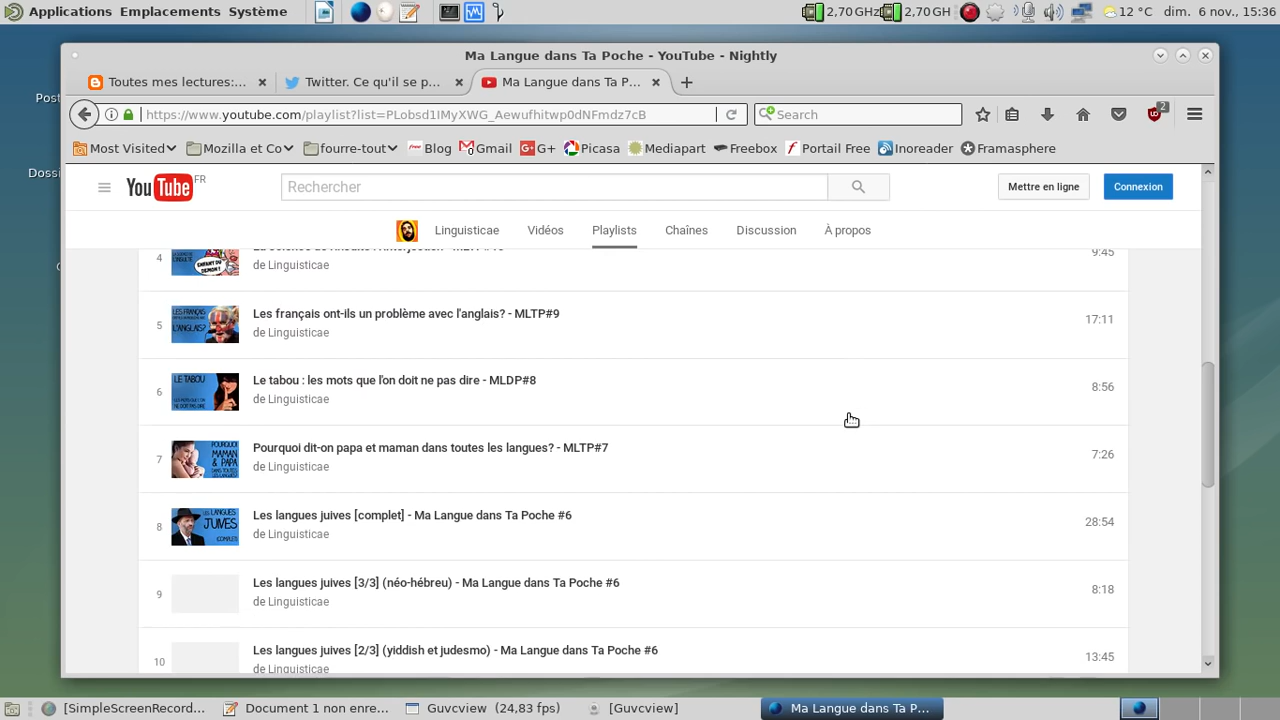 Applications Emplacements Système 2,70 GHz 2,70 GH 12 °C dim. 6 nov., 15:36
Ma Langue dans Ta Poche - YouTube - Nightly
Toutes mes lectures:... Twitter. Ce qu'il se p... Ma Langue dans Ta P...
https://www.youtube.com/playlist?list=PLobsd1IMyXWG_Aewufhitwp0dNFmdz7cB Search 2
Most Visited Mozilla et Co fourre-tout Blog Gmail G+ Picasa Mediapart Freebox Portail Free Inoreader Framasphere
YouTube FR Rechercher Mettre en ligne Connexion
Linguisticae Vidéos Playlists Chaînes Discussion À propos
4 9:45
de Linguisticae
5 Les français ont-ils un problème avec l'anglais? - MLTP#9 17:11
de Linguisticae
6 Le tabou : les mots que l'on doit ne pas dire - MLDP#8 8:56
de Linguisticae
7 Pourquoi dit-on papa et maman dans toutes les langues? - MLTP#7 7:26
de Linguisticae
8 Les langues juives [complet] - Ma Langue dans Ta Poche #6 28:54
de Linguisticae
9 Les langues juives [3/3] (néo-hébreu) - Ma Langue dans Ta Poche #6 8:18
de Linguisticae
10 Les langues juives [2/3] (yiddish et judesmo) - Ma Langue dans Ta Poche #6 13:45
de Linguisticae
[SimpleScreenRecord... Document 1 non enre... Guvcview (24,83 fps) [Guvcview] Ma Langue dans Ta P...